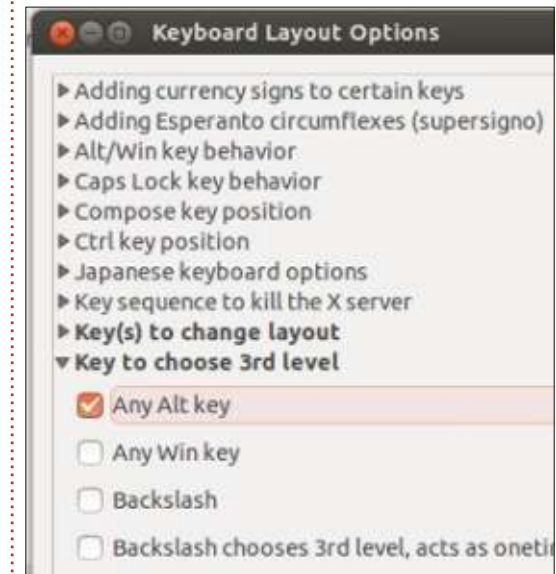 Keyboard Layout Options
Adding currency signs to certain keys
Adding Esperanto circumflexes (supersigno)
Alt/Win key behavior
Caps Lock key behavior
Compose key position
Ctrl key position
Japanese keyboard options
Key sequence to kill the X server
Key(s) to change layout
Key to choose 3rd level
Any Alt key
Any Win key
Backslash
Backslash chooses 3rd level, acts as